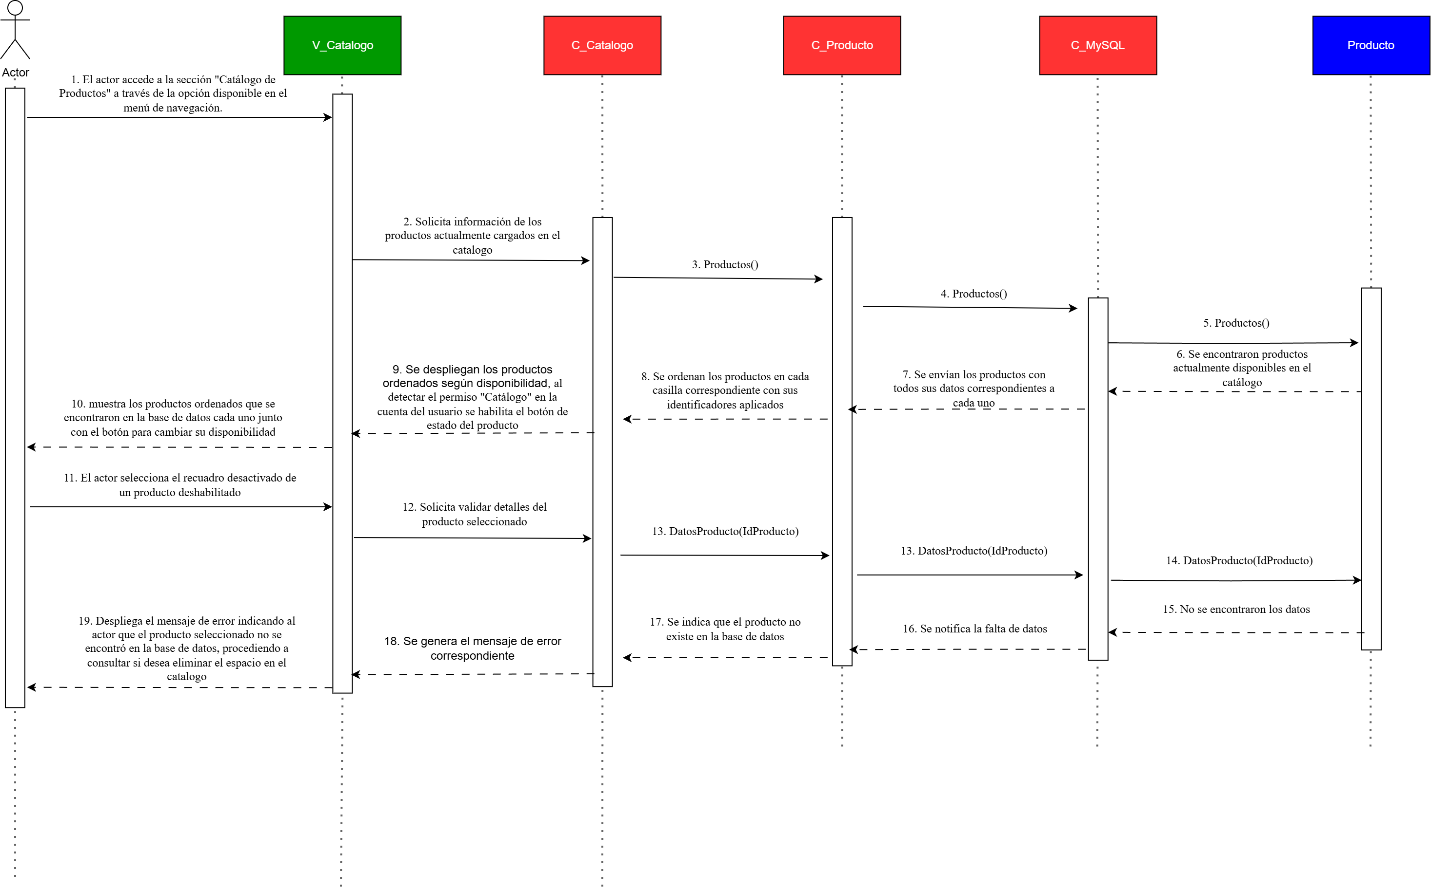 Actor
V_Catalogo
C_Catalogo
C_Producto
C_MySQL
Producto
1. El actor accede a la sección "Catálogo de
Productos" a través de la opción disponible en el
menú de navegación.
2. Solicita información de los
productos actualmente cargados en el
catalogo
3. Productos()
4. Productos()
5. Productos()
6. Se encontraron productos
actualmente disponibles en el
catálogo
7. Se envían los productos con
todos sus datos correspondientes a
cada uno
8. Se ordenan los productos en cada
casilla correspondiente con sus
identificadores aplicados
9. Se despliegan los productos
ordenados según disponibilidad, al
detectar el permiso "Catálogo" en la
cuenta del usuario se habilita el botón de
estado del producto
10. muestra los productos ordenados que se
encontraron en la base de datos cada uno junto
con el botón para cambiar su disponibilidad
11. El actor selecciona el recuadro desactivado de
un producto deshabilitado
12. Solicita validar detalles del
producto seleccionado
13. DatosProducto(IdProducto)
13. DatosProducto(IdProducto)
14. DatosProducto(IdProducto)
15. No se encontraron los datos
16. Se notifica la falta de datos
17. Se indica que el producto no
existe en la base de datos
18. Se genera el mensaje de error
correspondiente
19. Despliega el mensaje de error indicando al
actor que el producto seleccionado no se
encontró en la base de datos, procediendo a
consultar si desea eliminar el espacio en el
catalogo